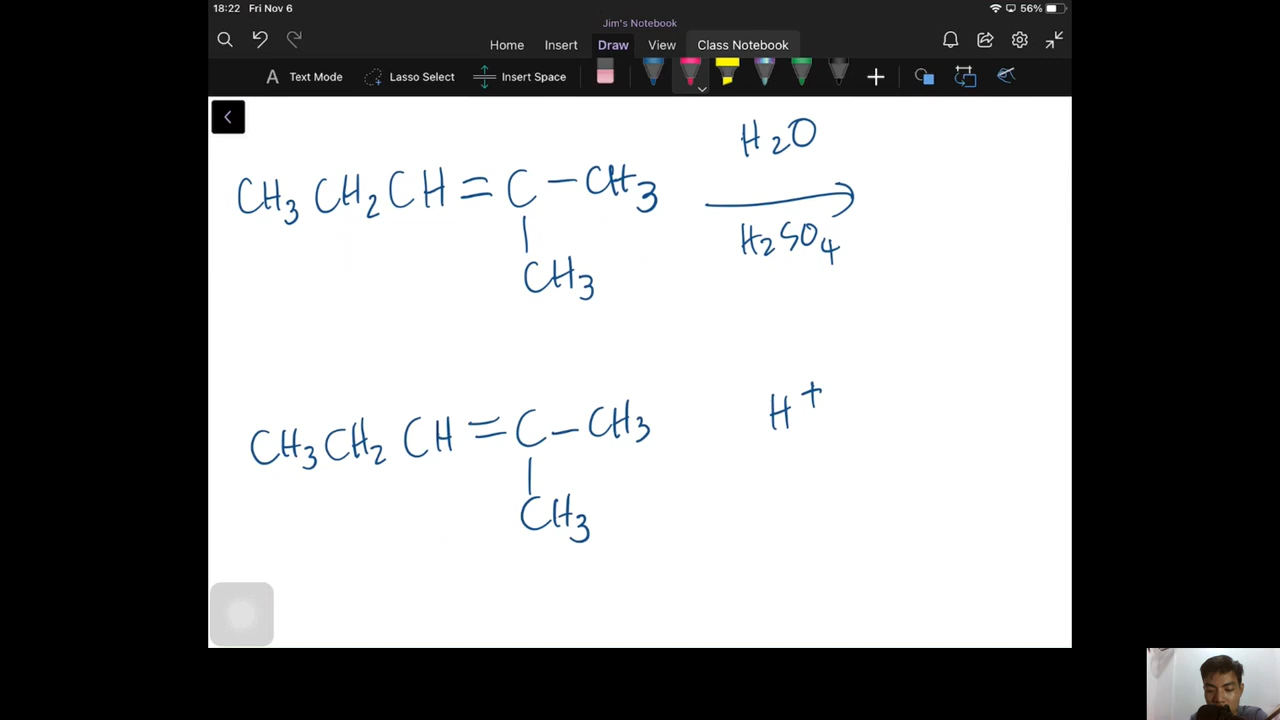 18:22 Fri Nov 6 56%
Jim's Notebook
Home Insert Draw View Class Notebook
A Text Mode Lasso Select Insert Space
H2O
CH3CH2CH=C-CH3
H2SO4
CH3
H+
CH3CH2CH=C-CH3
CH3